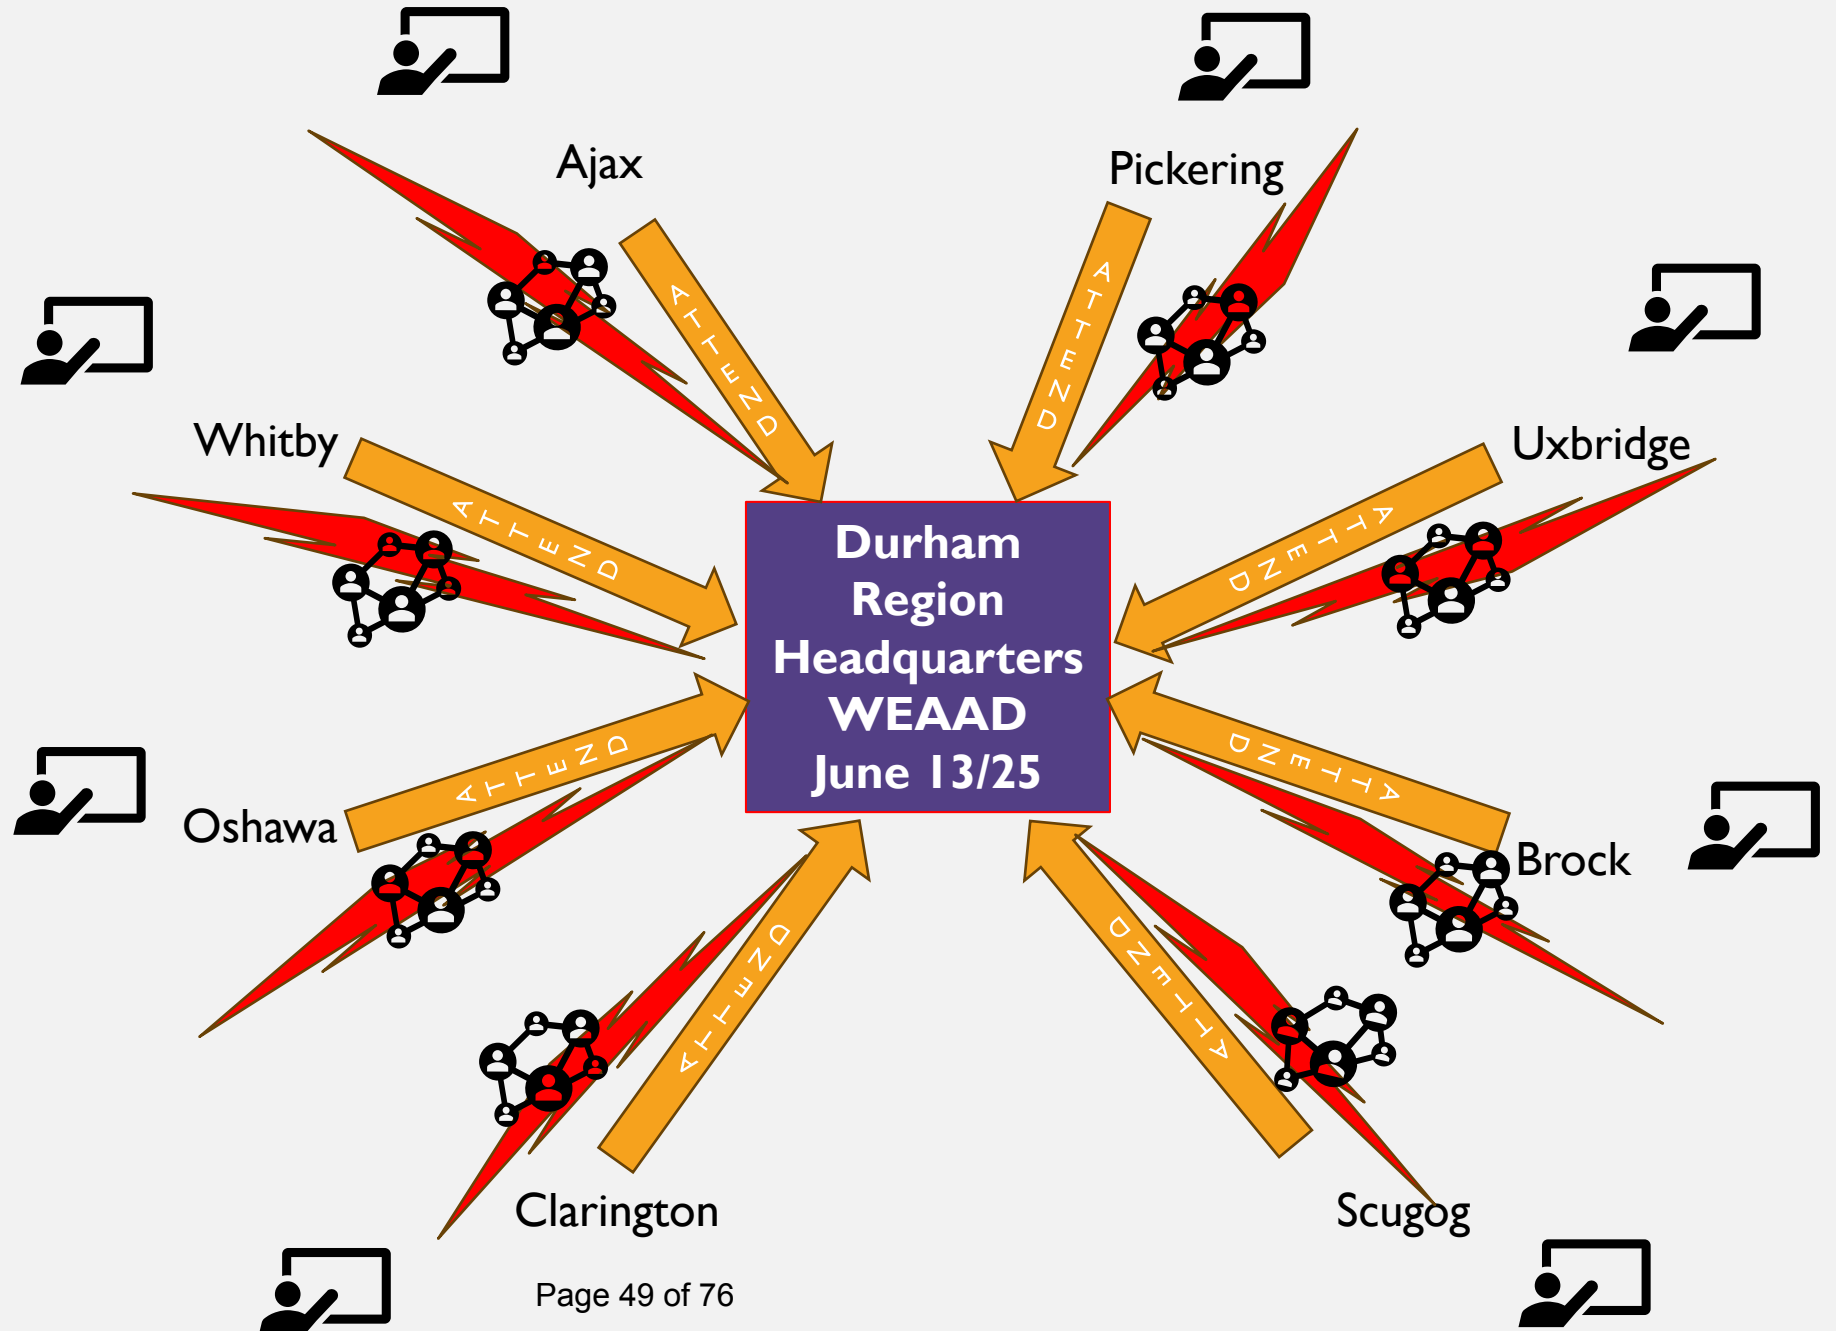 Ajax
Pickering
ATTEND
ATTEND
Whitby
Uxbridge
ATTEND
ATTEND
Durham
Region
Headquarters
WEAAD
June 13/25
ATTEND
ATTEND
Oshawa
Brock
ATTEND
ATTEND
Clarington
Scugog
Page 49 of 76